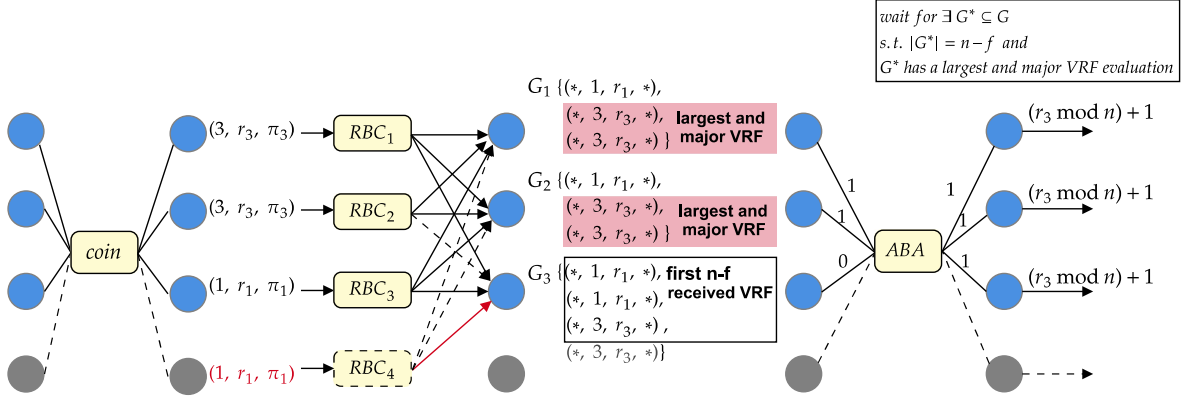 wait for ∃ G* ⊆ G
s.t. |G*| = n−f and
G* has a largest and major VRF evaluation
coin
(3, r₃, π₃)
(3, r₃, π₃)
(1, r₁, π₁)
(1, r₁, π₁)
RBC₁
RBC₂
RBC₃
RBC₄
G₁ {(*, 1, r₁, *),
(*, 3, r₃, *),
(*, 3, r₃, *) }
largest and
major VRF
G₂ {(*, 1, r₁, *),
(*, 3, r₃, *),
(*, 3, r₃, *) }
largest and
major VRF
G₃ {(*, 1, r₁, *),
(*, 1, r₁, *),
(*, 3, r₃, *) ,
(*, 3, r₃, *)}
first n-f
received VRF
1
1
0
ABA
1
1
1
(r₃ mod n) + 1
(r₃ mod n) + 1
(r₃ mod n) + 1